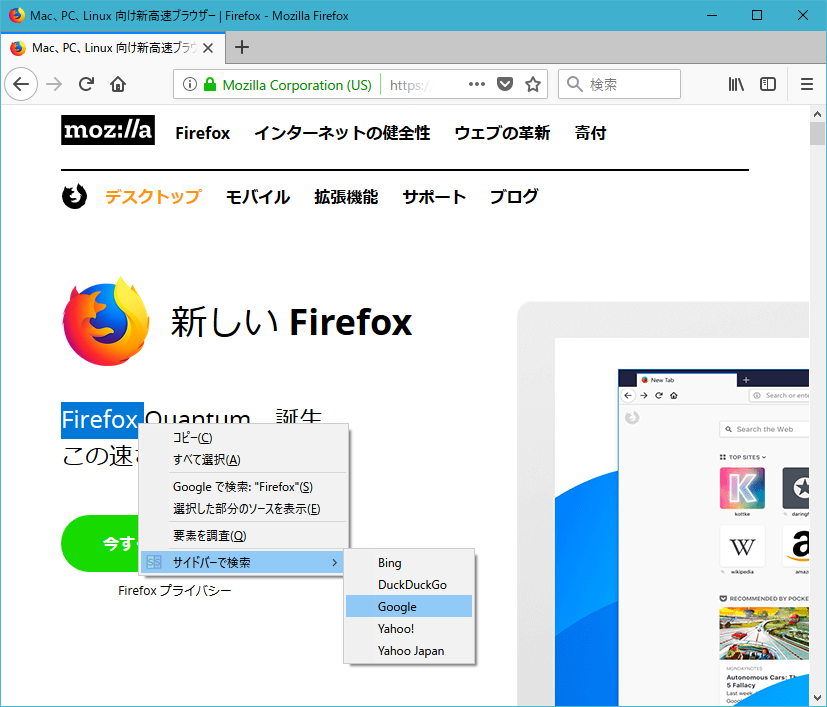 Mac、PC、Linux 向け新高速ブラウザー | Firefox - Mozilla Firefox
Mac、PC、Linux 向け新高速ブラウ
Mozilla Corporation (US)
https:/
検索
moz://a
Firefox
インターネットの健全性
ウェブの革新
寄付
デスクトップ
モバイル
拡張機能
サポート
ブログ
新しい Firefox
Firefox Quantum、誕生
この速
今す
Firefox プライバシー
コピー(C)
すべて選択(A)
Google で検索: "Firefox"(S)
選択した部分のソースを表示(E)
要素を調査(Q)
サイドバーで検索
Bing
DuckDuckGo
Google
Yahoo!
Yahoo Japan
New Tab
Search or ente
Search the Web
TOP SITES
kottke
daringf
wikipedia
amaz
RECOMMENDED BY POCKE
MONDAYNOTES
Autonomous Cars: Th
5 Fallacy
Last week